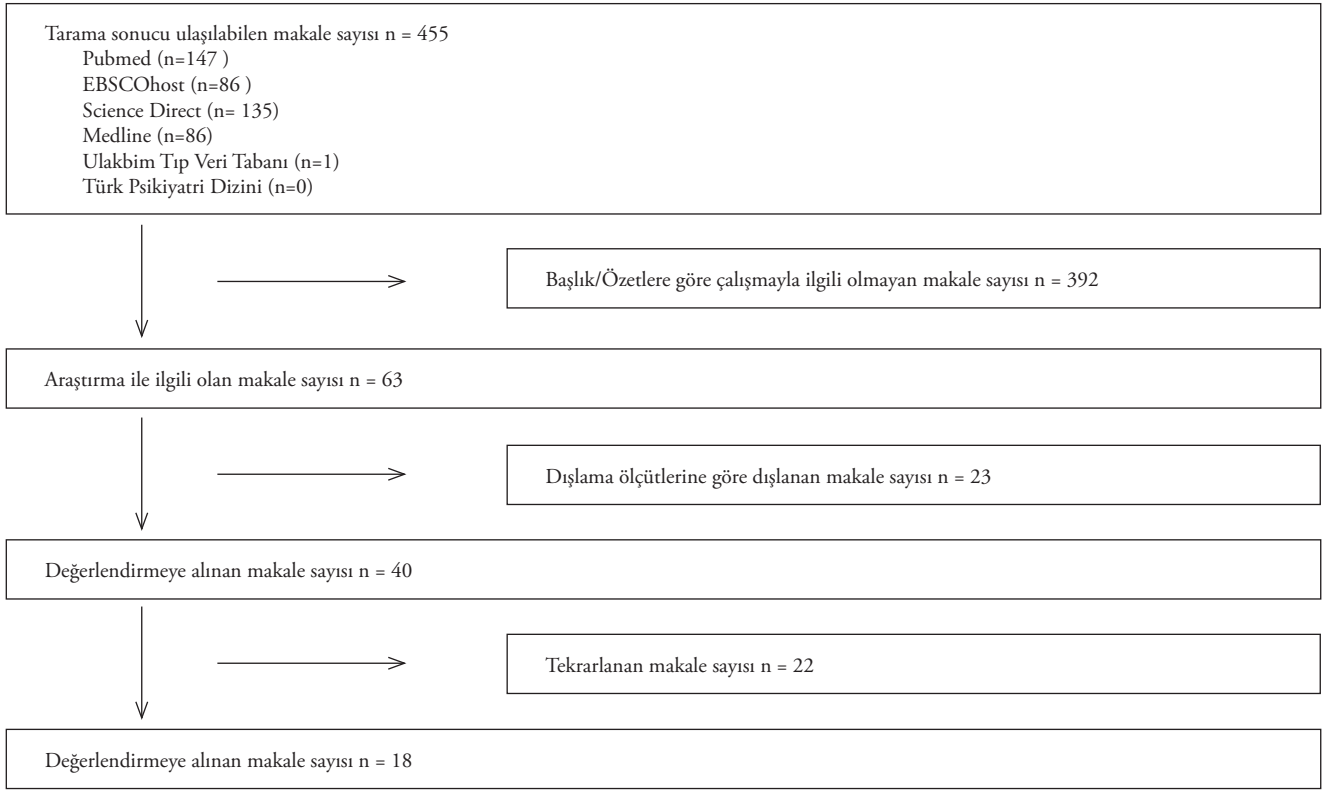 Tarama sonucu ulaşılabilen makale sayısı n = 455
Pubmed (n=147 )
EBSCOhost (n=86 )
Science Direct (n= 135)
Medline (n=86)
Ulakbim Tıp Veri Tabanı (n=1)
Türk Psikiyatri Dizini (n=0)
Başlık/Özetlere göre çalışmayla ilgili olmayan makale sayısı n = 392
Araştırma ile ilgili olan makale sayısı n = 63
Dışlama ölçütlerine göre dışlanan makale sayısı n = 23
Değerlendirmeye alınan makale sayısı n = 40
Tekrarlanan makale sayısı n = 22
Değerlendirmeye alınan makale sayısı n = 18